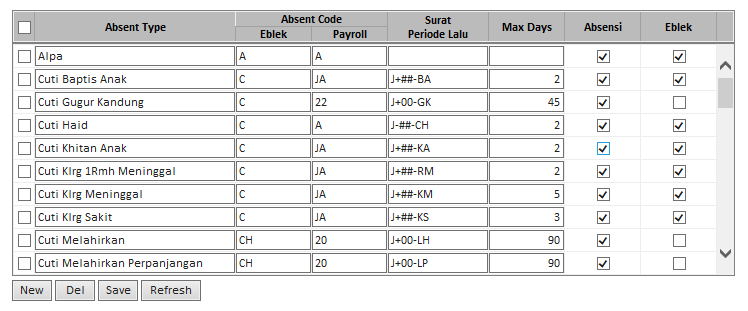 Absent Type Absent Code Surat Periode Lalu Max Days Absensi Eblek
Eblek Payroll
Alpa A A
Cuti Baptis Anak C JA J+##-BA 2
Cuti Gugur Kandung C 22 J+00-GK 45
Cuti Haid C A J-##-CH 2
Cuti Khitan Anak C JA J+##-KA 2
Cuti Klrg 1Rmh Meninggal C JA J+##-RM 2
Cuti Klrg Meninggal C JA J+##-KM 5
Cuti Klrg Sakit C JA J+##-KS 3
Cuti Melahirkan CH 20 J+00-LH 90
Cuti Melahirkan Perpanjangan CH 20 J+00-LP 90
New Del Save Refresh